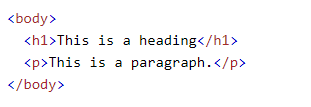 <body>
  <h1>This is a heading</h1>
  <p>This is a paragraph.</p>
</body>